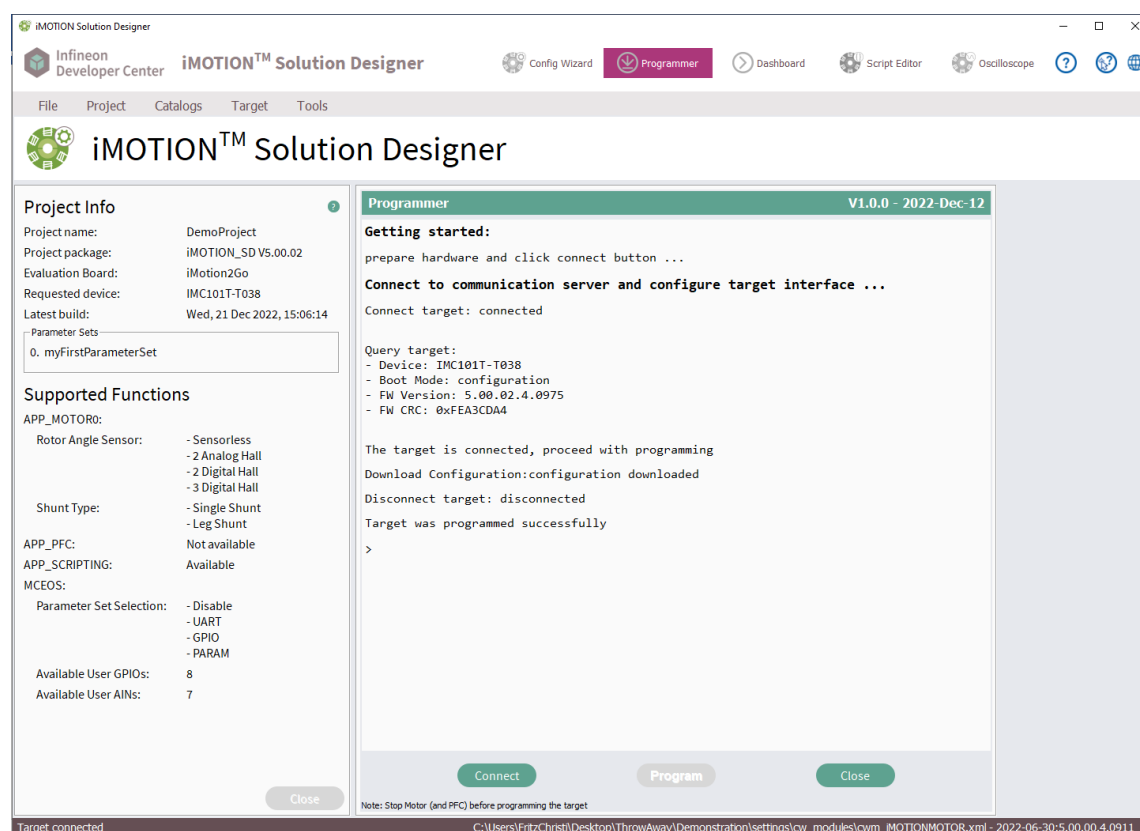 iMOTION Solution Designer
Infineon
Developer Center
iMOTION™ Solution Designer
Config Wizard
Programmer
Dashboard
Script Editor
Oscilloscope
File Project Catalogs Target Tools
iMOTION™ Solution Designer
Project Info
Project name: DemoProject
Project package: iMOTION_SD V5.00.02
Evaluation Board: iMotion2Go
Requested device: IMC101T-T038
Latest build: Wed, 21 Dec 2022, 15:06:14
Parameter Sets
0. myFirstParameterSet
Supported Functions
APP_MOTOR0:
Rotor Angle Sensor: - Sensorless
- 2 Analog Hall
- 2 Digital Hall
- 3 Digital Hall
Shunt Type: - Single Shunt
- Leg Shunt
APP_PFC: Not available
APP_SCRIPTING: Available
MCEOS:
Parameter Set Selection: - Disable
- UART
- GPIO
- PARAM
Available User GPIOs: 8
Available User AINs: 7
Close
Programmer V1.0.0 - 2022-Dec-12
Getting started:
prepare hardware and click connect button ...
Connect to communication server and configure target interface ...
Connect target: connected
Query target:
- Device: IMC101T-T038
- Boot Mode: configuration
- FW Version: 5.00.02.4.0975
- FW CRC: 0xFEA3CDA4
The target is connected, proceed with programming
Download Configuration:configuration downloaded
Disconnect target: disconnected
Target was programmed successfully
>
Connect Program Close
Note: Stop Motor (and PFC) before programming the target
Target connected C:\Users\FritzChristi\Desktop\ThrowAway\Demonstration\settings\cw_modules\cwm_iMOTIONMOTOR.xml - 2022-06-30:5.00.00.4.0911